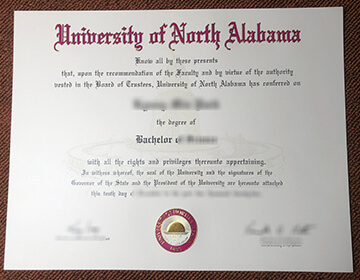 University of North Alabama
Know all by these presents
that, upon the recommendation of the Faculty and by virtue of the authority
vested in the Board of Trustees, University of North Alabama has conferred on
the degree of
Bachelor
with all the rights and privileges thereunto appertaining.
In witness whereof, the seal of the University and the signatures of the
Governor of the State and the President of the University are hereunto attached
this tenth day